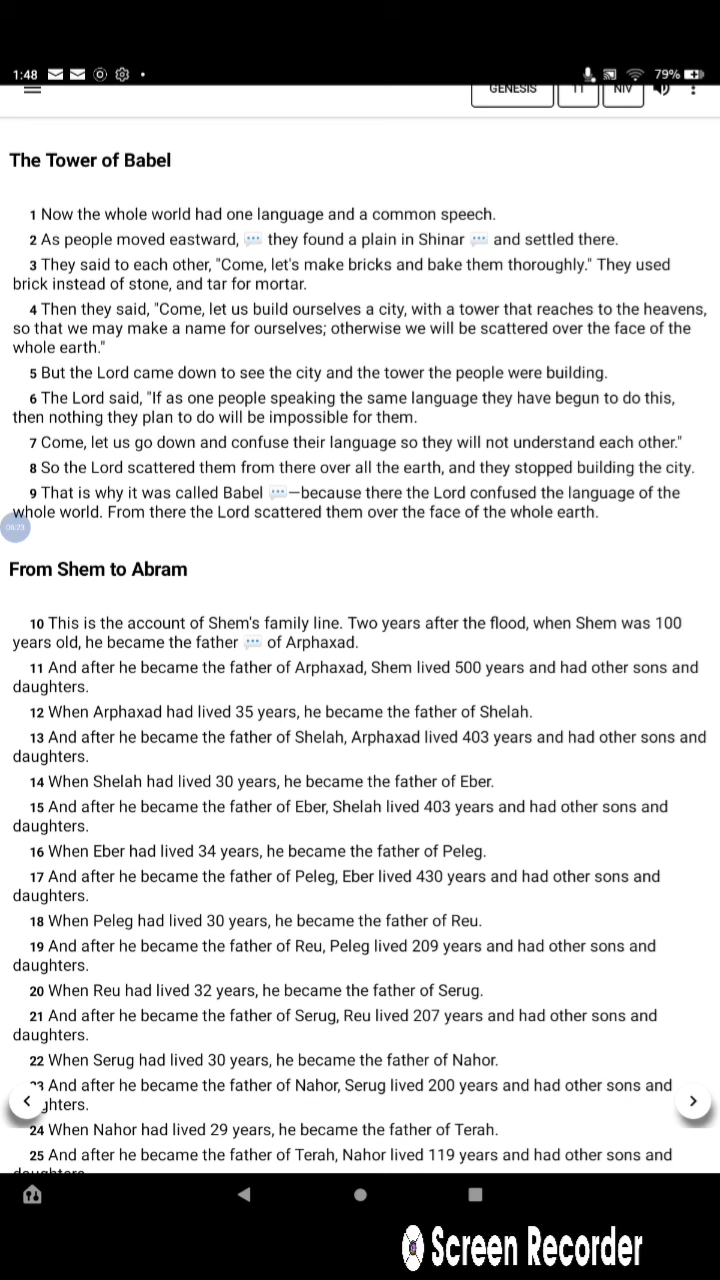 1:48
79%
GENESIS 11 NIV
The Tower of Babel
1 Now the whole world had one language and a common speech.
2 As people moved eastward, they found a plain in Shinar and settled there.
3 They said to each other, "Come, let's make bricks and bake them thoroughly." They used
brick instead of stone, and tar for mortar.
4 Then they said, "Come, let us build ourselves a city, with a tower that reaches to the heavens,
so that we may make a name for ourselves; otherwise we will be scattered over the face of the
whole earth."
5 But the Lord came down to see the city and the tower the people were building.
6 The Lord said, "If as one people speaking the same language they have begun to do this,
then nothing they plan to do will be impossible for them.
7 Come, let us go down and confuse their language so they will not understand each other."
8 So the Lord scattered them from there over all the earth, and they stopped building the city.
9 That is why it was called Babel —because there the Lord confused the language of the
whole world. From there the Lord scattered them over the face of the whole earth.
From Shem to Abram
10 This is the account of Shem's family line. Two years after the flood, when Shem was 100
years old, he became the father of Arphaxad.
11 And after he became the father of Arphaxad, Shem lived 500 years and had other sons and
daughters.
12 When Arphaxad had lived 35 years, he became the father of Shelah.
13 And after he became the father of Shelah, Arphaxad lived 403 years and had other sons and
daughters.
14 When Shelah had lived 30 years, he became the father of Eber.
15 And after he became the father of Eber, Shelah lived 403 years and had other sons and
daughters.
16 When Eber had lived 34 years, he became the father of Peleg.
17 And after he became the father of Peleg, Eber lived 430 years and had other sons and
daughters.
18 When Peleg had lived 30 years, he became the father of Reu.
19 And after he became the father of Reu, Peleg lived 209 years and had other sons and
daughters.
20 When Reu had lived 32 years, he became the father of Serug.
21 And after he became the father of Serug, Reu lived 207 years and had other sons and
daughters.
22 When Serug had lived 30 years, he became the father of Nahor.
23 And after he became the father of Nahor, Serug lived 200 years and had other sons and
ghters.
24 When Nahor had lived 29 years, he became the father of Terah.
25 And after he became the father of Terah, Nahor lived 119 years and had other sons and
daughters
Screen Recorder